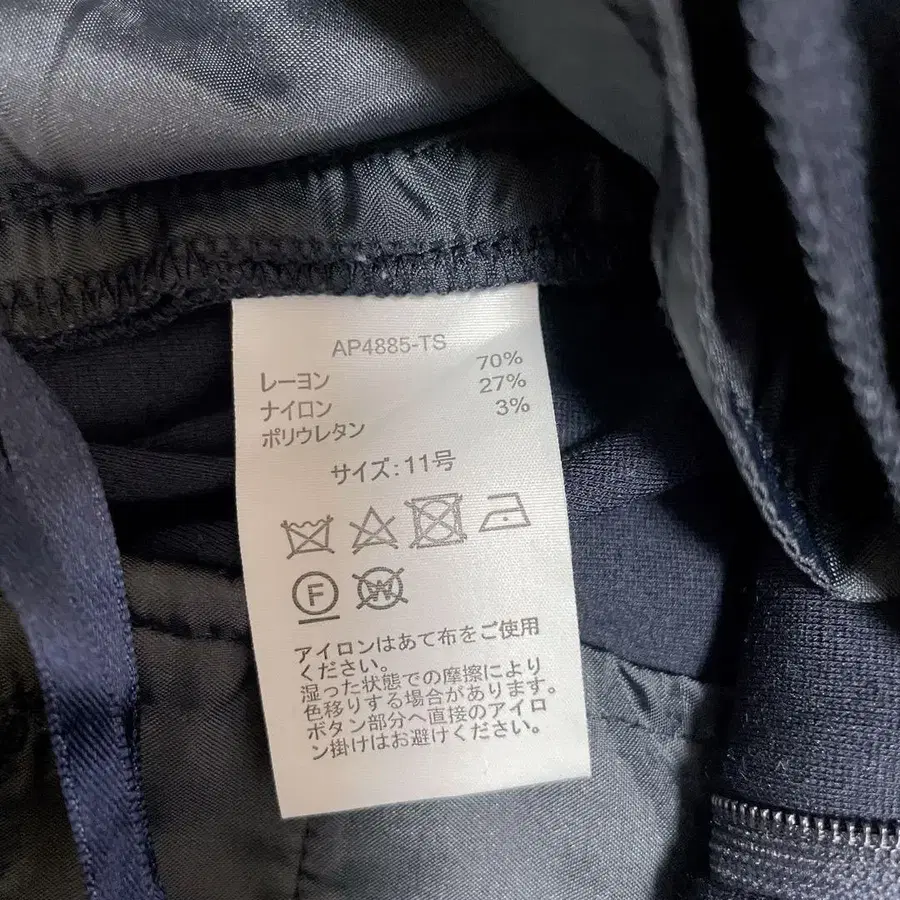 AP4885-TS
レーヨン 70%
ナイロン 27%
ポリウレタン 3%
サイズ:11号
F W
アイロンはあて布をご使用
ください。
湿った状態での摩擦により
色移りする場合があります。
ボタン部分へ直接のアイロ
ン掛けはお避けください。